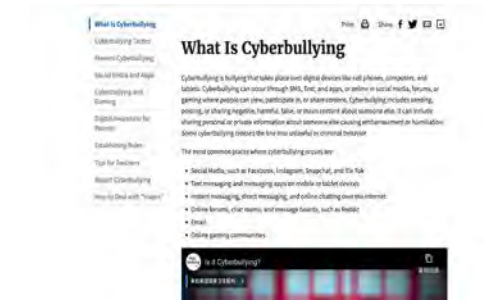 What Is Cyberbullying
Cyberbullying Tactics
Prevent Cyberbullying
Social Media and Apps
Cyberbullying and
Gaming
Digital Awareness for
Parents
Establishing Rules
Tips for Teachers
Report Cyberbullying
How to Deal with "Haters"
Print Share
What Is Cyberbullying
Cyberbullying is bullying that takes place over digital devices like cell phones, computers, and
tablets. Cyberbullying can occur through SMS, Text, and apps, or online in social media, forums, or
gaming where people can view, participate in, or share content. Cyberbullying includes sending,
posting, or sharing negative, harmful, false, or mean content about someone else. It can include
sharing personal or private information about someone else causing embarrassment or humiliation.
Some cyberbullying crosses the line into unlawful or criminal behavior.
The most common places where cyberbullying occurs are:
• Social Media, such as Facebook, Instagram, Snapchat, and Tik Tok
• Text messaging and messaging apps on mobile or tablet devices
• Instant messaging, direct messaging, and online chatting over the internet
• Online forums, chat rooms, and message boards, such as Reddit
• Email
• Online gaming communities
Is it Cyberbullying?